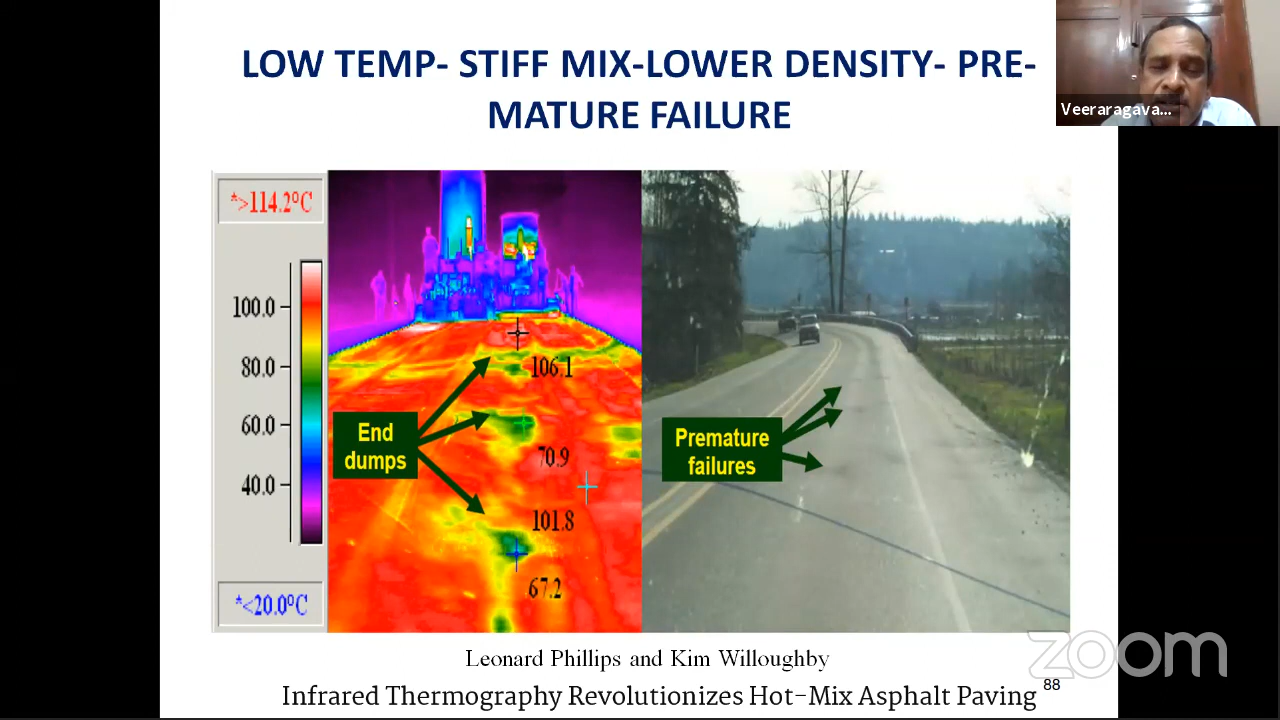 LOW TEMP- STIFF MIX-LOWER DENSITY- PRE-
MATURE FAILURE
Veeraragava...
*>114.2°C
100.0
80.0
60.0
40.0
*<20.0°C
106.1
End
dumps
70.9
101.8
67.2
Premature
failures
Leonard Phillips and Kim Willoughby
Infrared Thermography Revolutionizes Hot-Mix Asphalt Paving
88
zoom